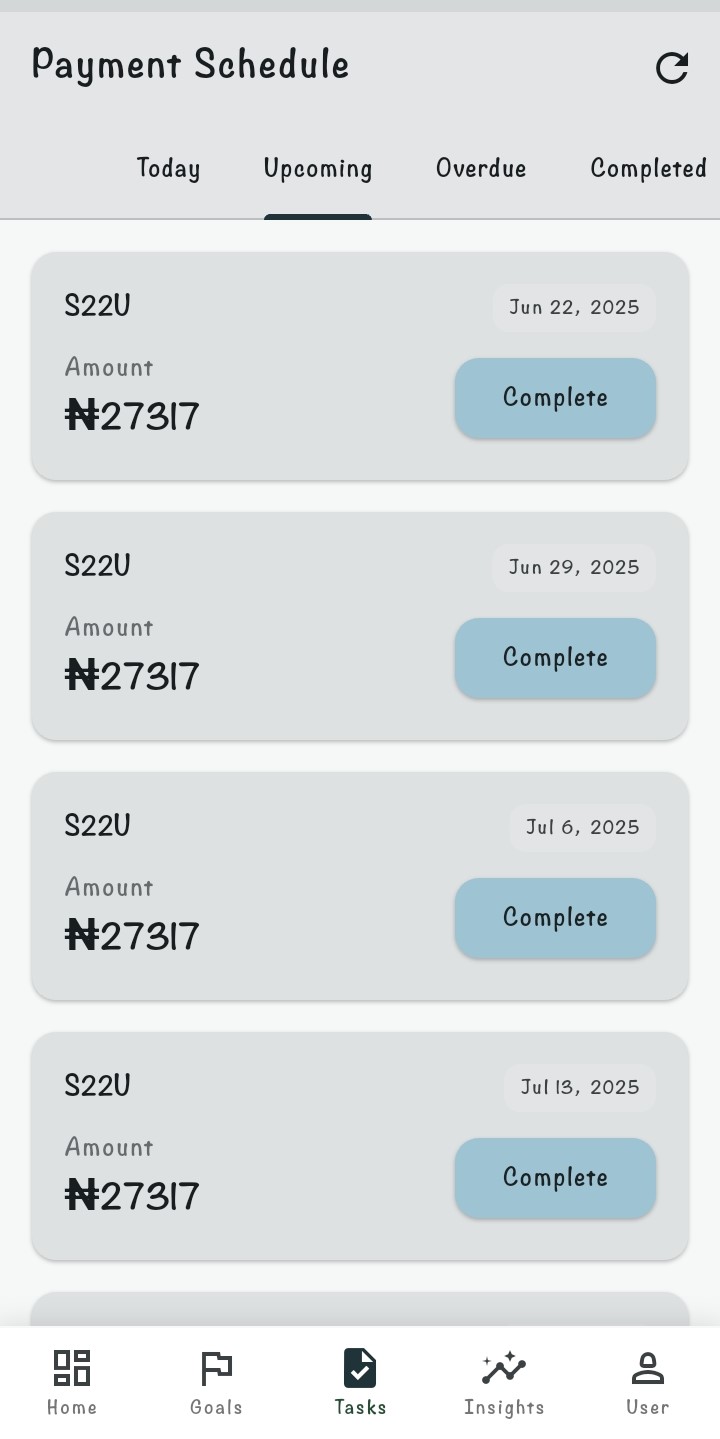 Payment Schedule
Today Upcoming Overdue Completed
S22U Jun 22, 2025
Amount
₦27317 Complete
S22U Jun 29, 2025
Amount
₦27317 Complete
S22U Jul 6, 2025
Amount
₦27317 Complete
S22U Jul 13, 2025
Amount
₦27317 Complete
Home Goals Tasks Insights User